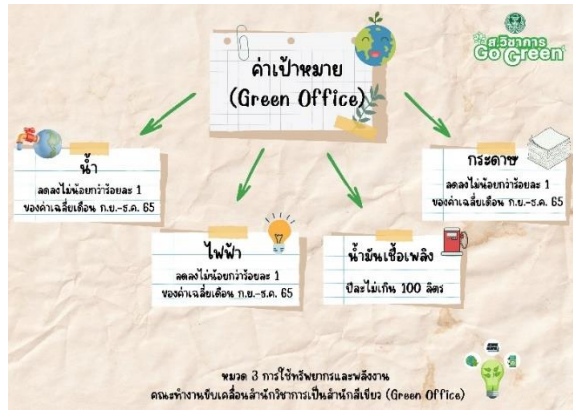 ส.วิชาการ
Go Green
ค่าเป้าหมาย
(Green Office)
น้ำ
ลดลงไม่น้อยกว่าร้อยละ 1
ของค่าเฉลี่ยเดือน ก.ย.-ธ.ค. 65
กระดาษ
ลดลงไม่น้อยกว่าร้อยละ 1
ของค่าเฉลี่ยเดือน ก.ย.-ธ.ค. 65
ไฟฟ้า
ลดลงไม่น้อยกว่าร้อยละ 1
ของค่าเฉลี่ยเดือน ก.ย.-ธ.ค. 65
น้ำมันเชื้อเพลิง
ปีละไม่เกิน 100 ลิตร
หมวด 3 การใช้ทรัพยากรและพลังงาน
คณะทำงานขับเคลื่อนสำนักวิชาการเป็นสำนักสีเขียว (Green Office)